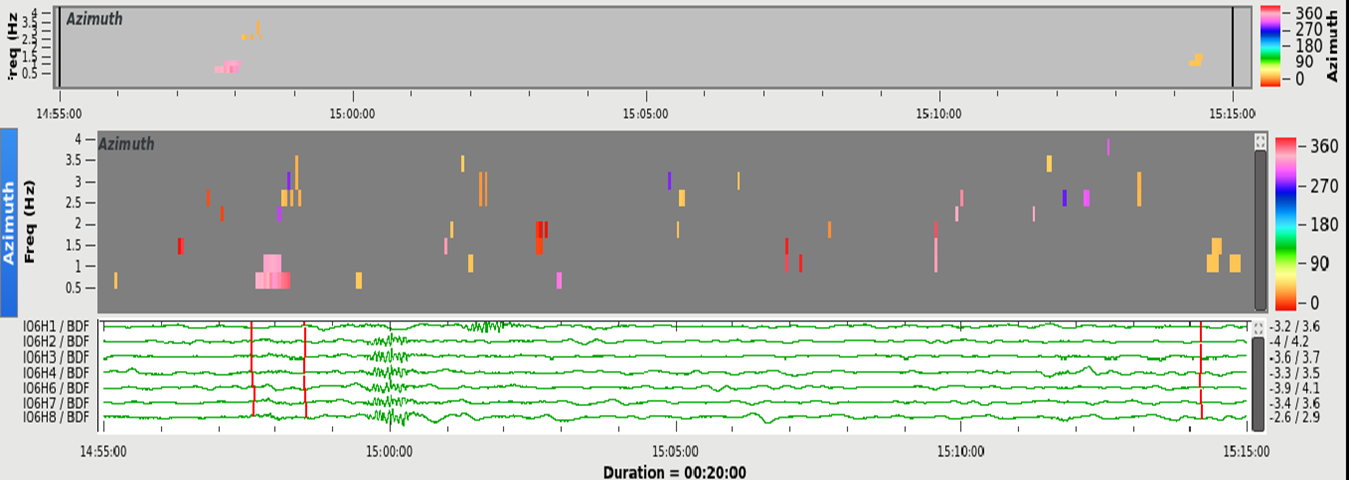 Azimuth
Freq (Hz
4
3.5
2.5
1.5
0.5
360
270
180
90
0
Azimuth
14:55:00 15:00:00 15:05:00 15:10:00 15:15:00
Azimuth
Azimuth
Freq (Hz)
4
3.5
3
2.5
2
1.5
1
0.5
360
270
180
90
0
I06H1 / BDF -3.2 / 3.6
I06H2 / BDF -4 / 4.2
I06H3 / BDF -3.6 / 3.7
I06H4 / BDF -3.3 / 3.5
I06H6 / BDF -3.9 / 4.1
I06H7 / BDF -3.4 / 3.6
I06H8 / BDF -2.6 / 2.9
14:55:00 15:00:00 15:05:00 15:10:00 15:15:00
Duration = 00:20:00